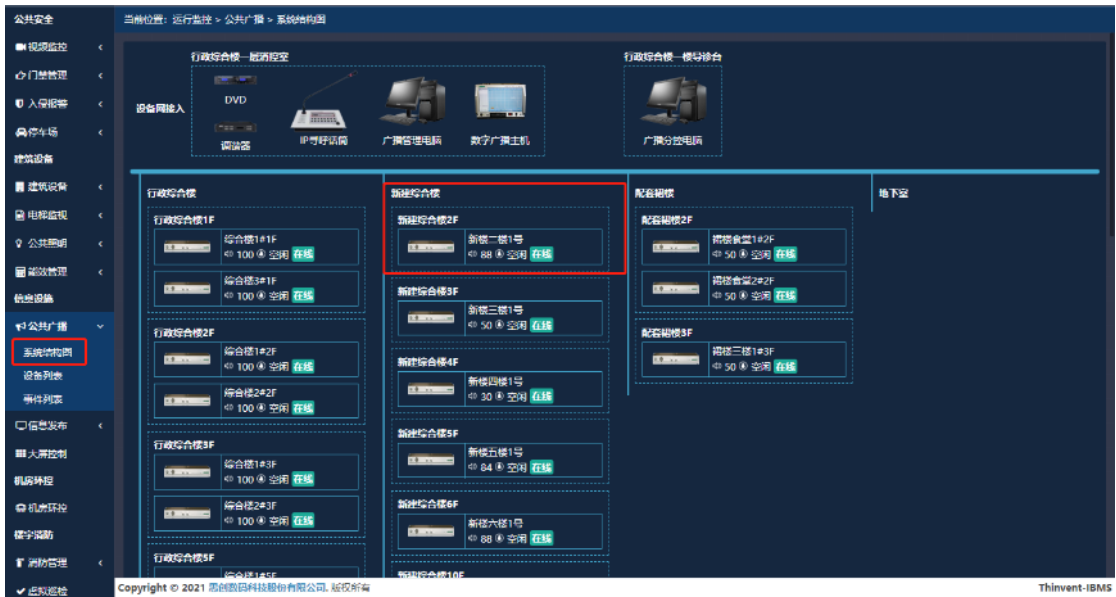 公共安全
视频监控
门禁管理
入侵报警
停车场
建筑设备
建筑设备
电梯监视
公共照明
能效管理
信息设施
公共广播
系统结构图
设备列表
事件列表
信息发布
大屏控制
机房环控
机房环控
楼宇消防
消防管理
虚拟巡检
当前位置：运行监控 > 公共广播 > 系统结构图
行政综合楼一层消控室
行政综合楼一楼导诊台
设备网接入
DVD
调谐器
IP寻呼话筒
广播管理电脑
数字广播主机
广播分控电脑
行政综合楼
行政综合楼1F
综合楼1#1F
100 空闲 在线
综合楼3#1F
100 空闲 在线
行政综合楼2F
综合楼1#2F
100 空闲 在线
综合楼2#2F
100 空闲 在线
行政综合楼3F
综合楼1#3F
100 空闲 在线
综合楼2#3F
100 空闲 在线
行政综合楼5F
综合楼1#5F
新建综合楼
新建综合楼2F
新楼二楼1号
88 空闲 在线
新建综合楼3F
新楼三楼1号
50 空闲 在线
新建综合楼4F
新楼四楼1号
30 空闲 在线
新建综合楼5F
新楼五楼1号
84 空闲 在线
新建综合楼6F
新楼六楼1号
88 空闲 在线
新建综合楼10F
配套裙楼
配套裙楼2F
裙楼食堂1#2F
50 空闲 在线
裙楼食堂2#2F
50 空闲 在线
配套裙楼3F
裙楼三楼1#3F
50 空闲 在线
地下室
Copyright © 2021 思创数码科技股份有限公司. 版权所有
Thinvent-IBMS